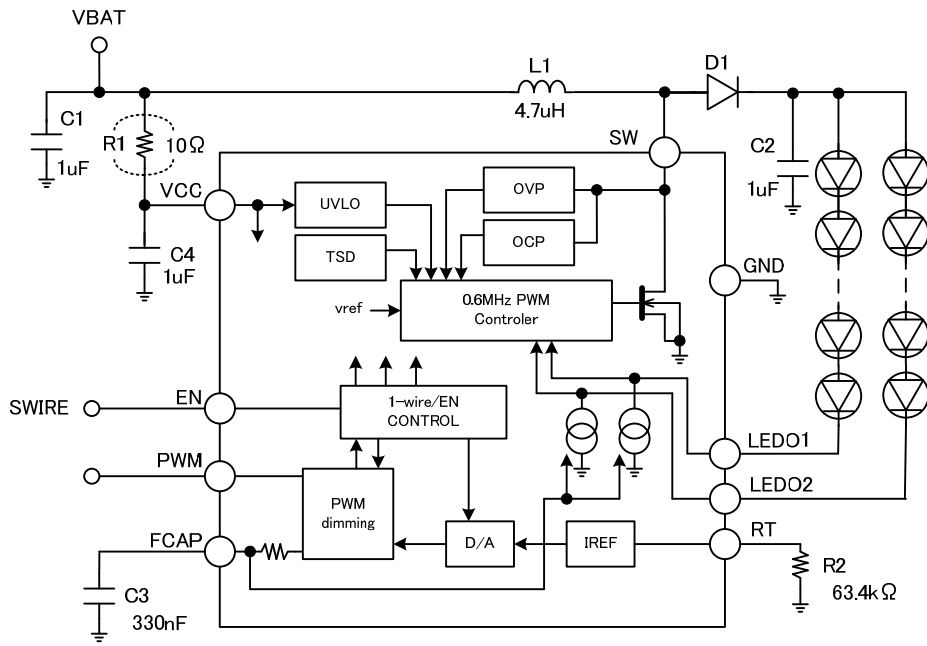 VBAT
L1
D1
C1
R1
10Ω
4.7uH
1uF
SW
C2
VCC
OVP
1uF
UVLO
C4
OCP
1uF
TSD
GND
0.6MHz PWM
Controler
vref
EN
1-wire/EN
CONTROL
SWIRE
LEDO1
PWM
LEDO2
PWM
dimming
RT
FCAP
D/A
IREF
R2
C3
63.4kΩ
330nF